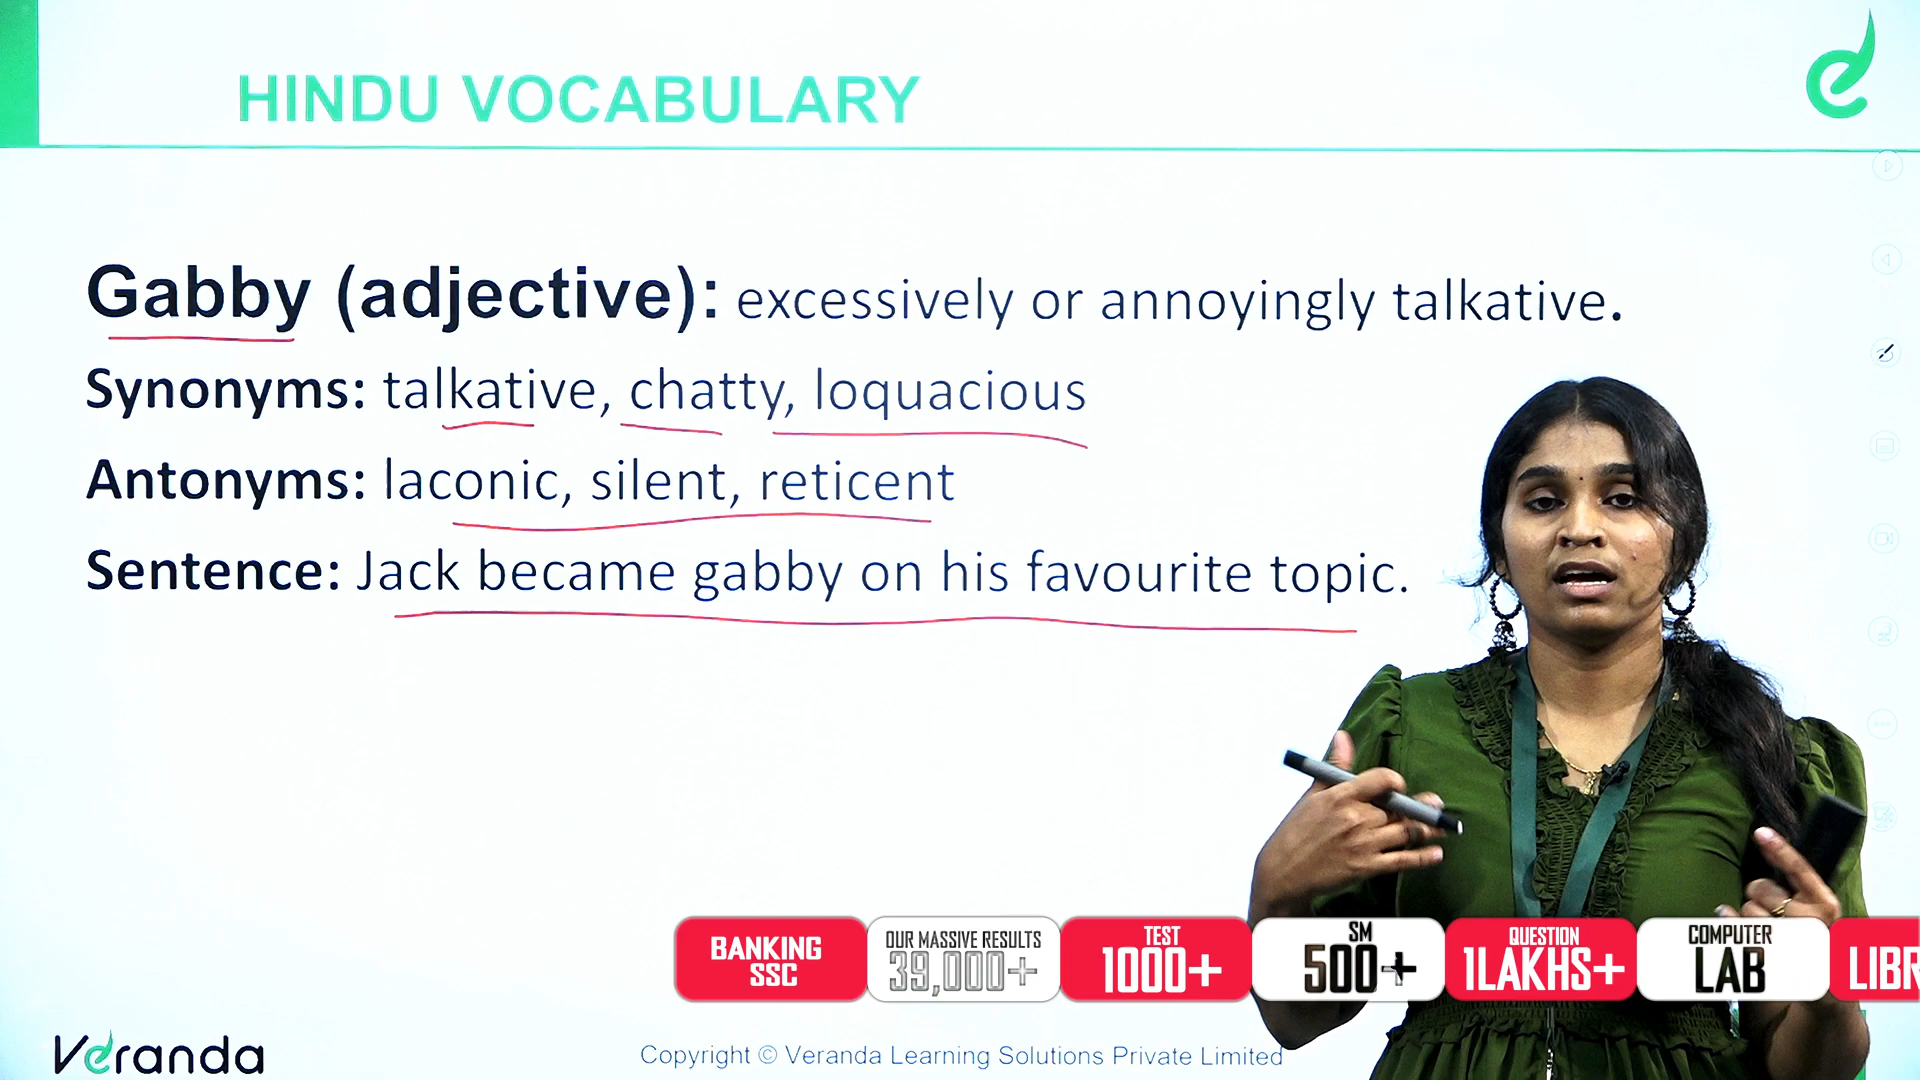 HINDU VOCABULARY
Gabby (adjective): excessively or annoyingly talkative.
Synonyms: talkative, chatty, loquacious
Antonyms: laconic, silent, reticent
Sentence: Jack became gabby on his favourite topic.
BANKING
SSC
OUR MASSIVE RESULTS
39,000+
TEST
1000+
SM
500+
QUESTION
1LAKHS+
COMPUTER
LAB
LIBR
Veranda
Copyright © Veranda Learning Solutions Private Limited